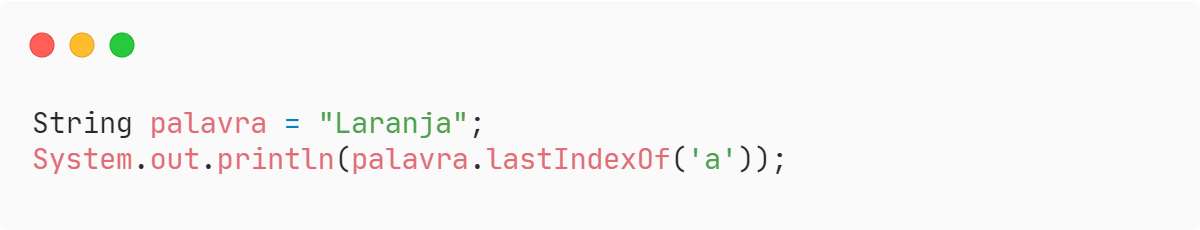 String palavra = "Laranja";
System.out.println(palavra.lastIndexOf('a'));